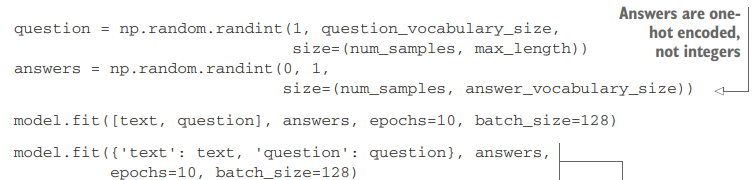 Answers are one-
hot encoded,
not integers
question = np.random.randint(1, question_vocabulary_size,
size=(num_samples, max_length))
answers = np.random.randint(0, 1,
size=(num_samples, answer_vocabulary_size))
model.fit([text, question], answers, epochs=10, batch_size=128)
model.fit({'text': text, 'question': question}, answers,
epochs=10, batch_size=128)